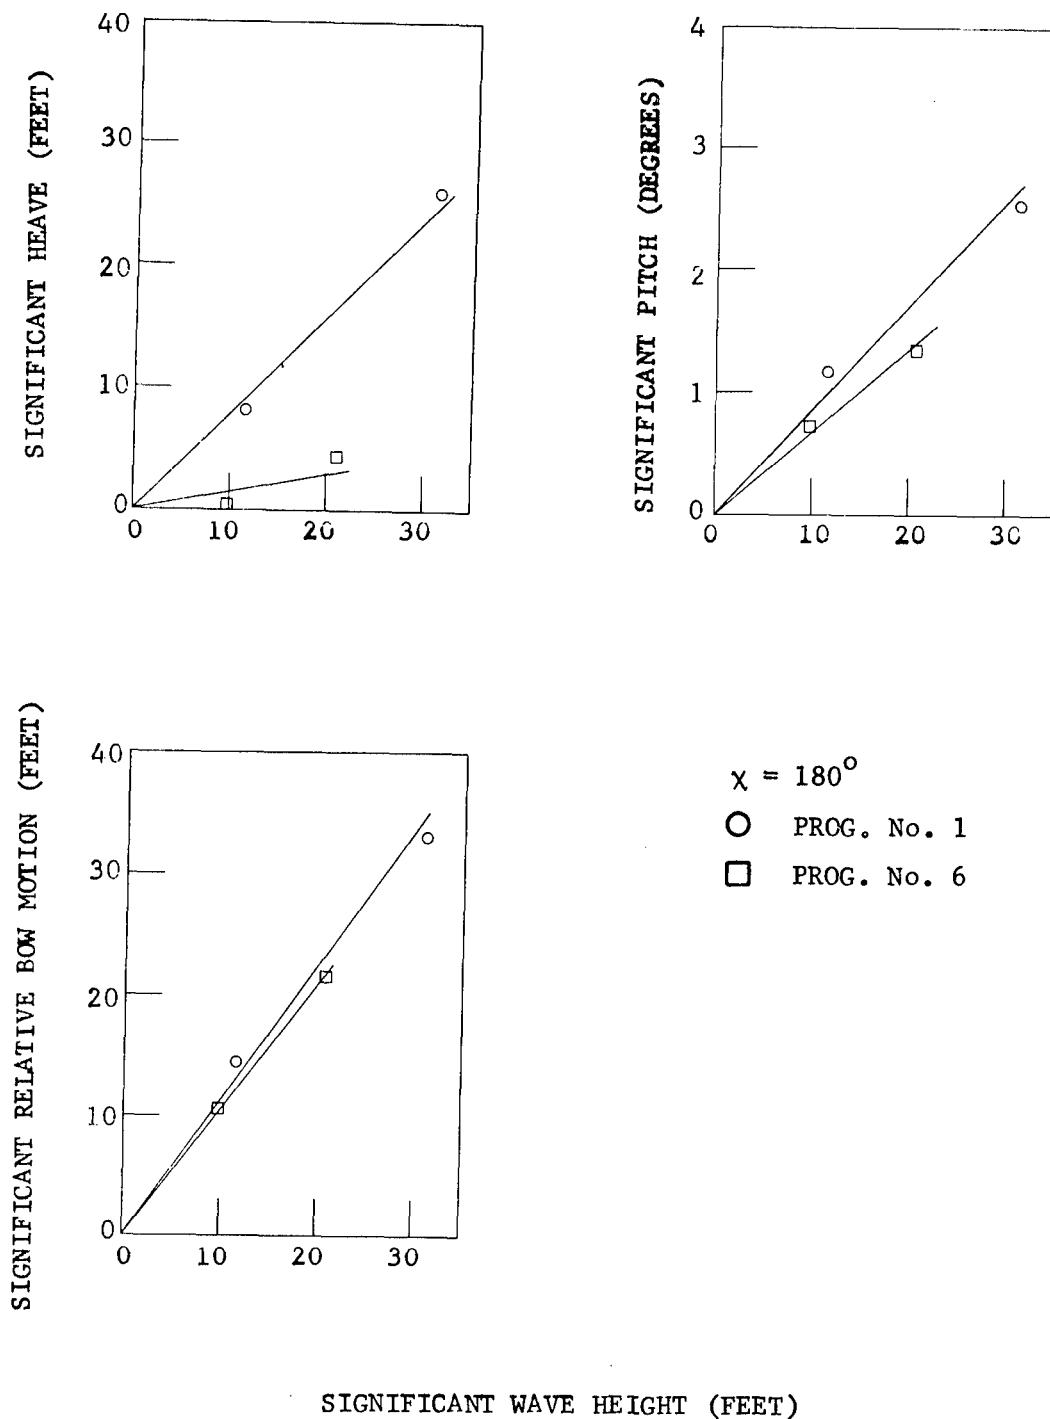 SIGNIFICANT HEAVE (FEET)
40
30
20
10
0
0 10 20 30
SIGNIFICANT PITCH (DEGREES)
4
3
2
1
0
0 10 20 30
SIGNIFICANT RELATIVE BOW MOTION (FEET)
40
30
20
10
0
0 10 20 30
χ = 180°
PROG. No. 1
PROG. No. 6
SIGNIFICANT WAVE HEIGHT (FEET)